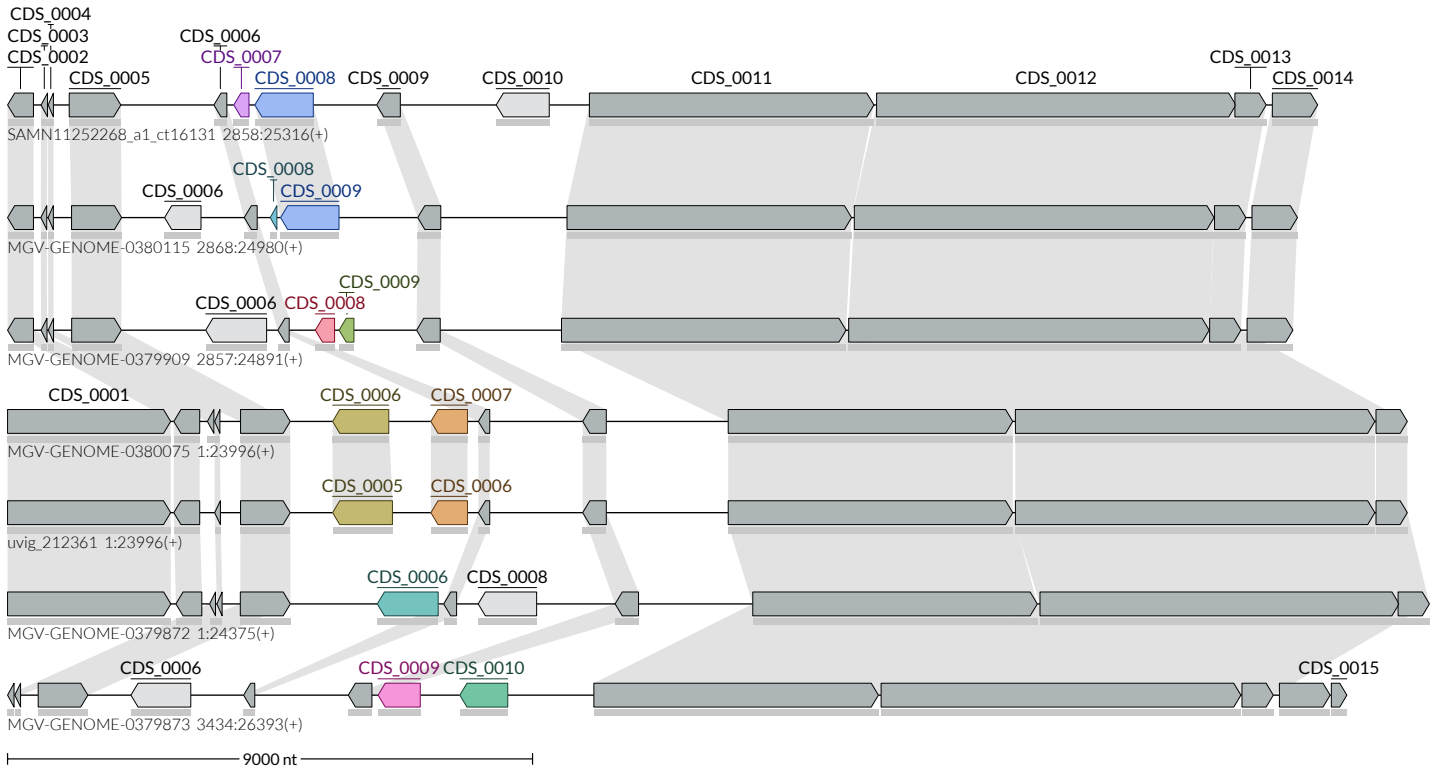 CDS_0004
CDS_0003 CDS_0006
CDS_0002 CDS_0007
CDS_0005 CDS_0008 CDS_0009 CDS_0010 CDS_0011 CDS_0012 CDS_0013 CDS_0014
SAMN11252268_a1_ct16131 2858:25316(+)
CDS_0008
CDS_0006 CDS_0009
MGV-GENOME-0380115 2868:24980(+)
CDS_0009
CDS_0006 CDS_0008
MGV-GENOME-0379909 2857:24891(+)
CDS_0001 CDS_0006 CDS_0007
MGV-GENOME-0380075 1:23996(+)
CDS_0005 CDS_0006
uvig_212361 1:23996(+)
CDS_0006 CDS_0008
MGV-GENOME-0379872 1:24375(+)
CDS_0006 CDS_0009 CDS_0010 CDS_0015
MGV-GENOME-0379873 3434:26393(+)
9000 nt